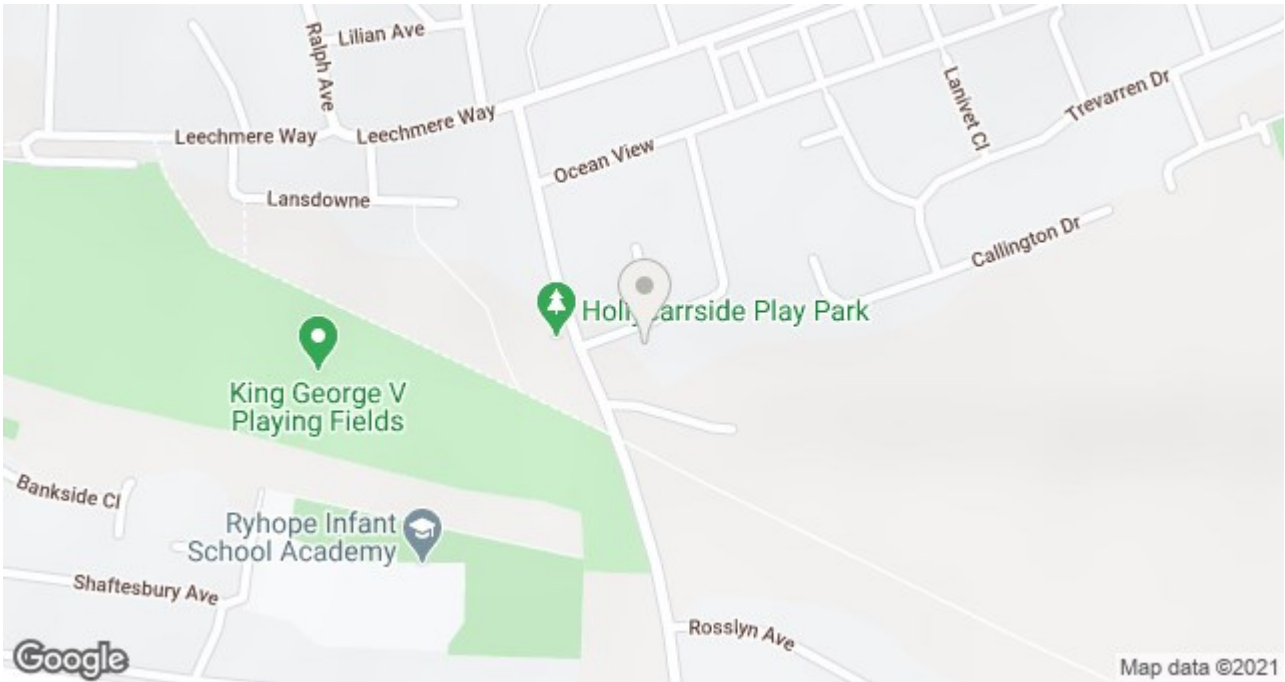 Lilian Ave
Ralph Ave
Leechmere Way
Leechmere Way
Lanivet Cl
Trevarren Dr
Ocean View
Lansdowne
Callington Dr
Play Park
King George V
Playing Fields
Bankside Cl
Ryhope Infant
School Academy
Shaftesbury Ave
Rosslyn Ave
Google
Map data ©2021